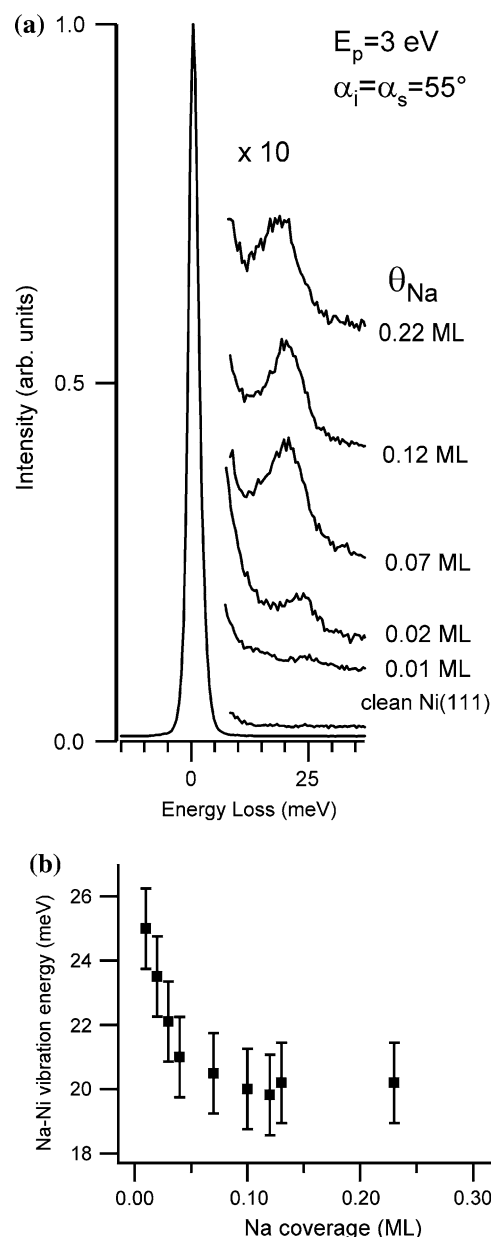 (a)
1.0
E_p=3 eV
α_i=α_s=55°
x 10
θ_Na
0.22 ML
0.5
Intensity (arb. units)
0.12 ML
0.07 ML
0.02 ML
0.01 ML
clean Ni(111)
0.0
0 25
Energy Loss (meV)
(b)
26
24
22
20
18
Na-Ni vibration energy (meV)
0.00 0.10 0.20 0.30
Na coverage (ML)